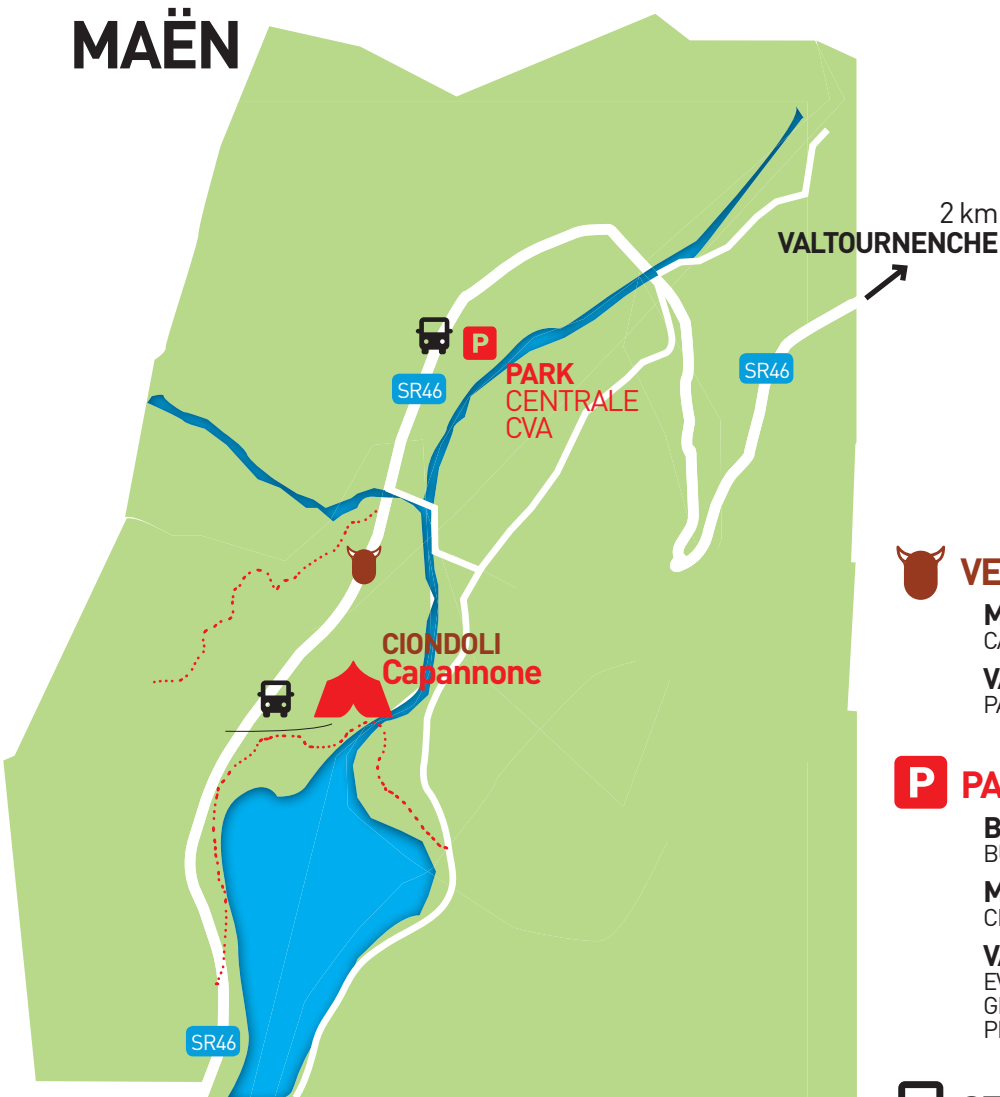 MAËN
2 km
VALTOURNENCHE
P
PARK
CENTRALE
CVA
SR46
SR46
CIONDOLI
Capannone
P
SR46